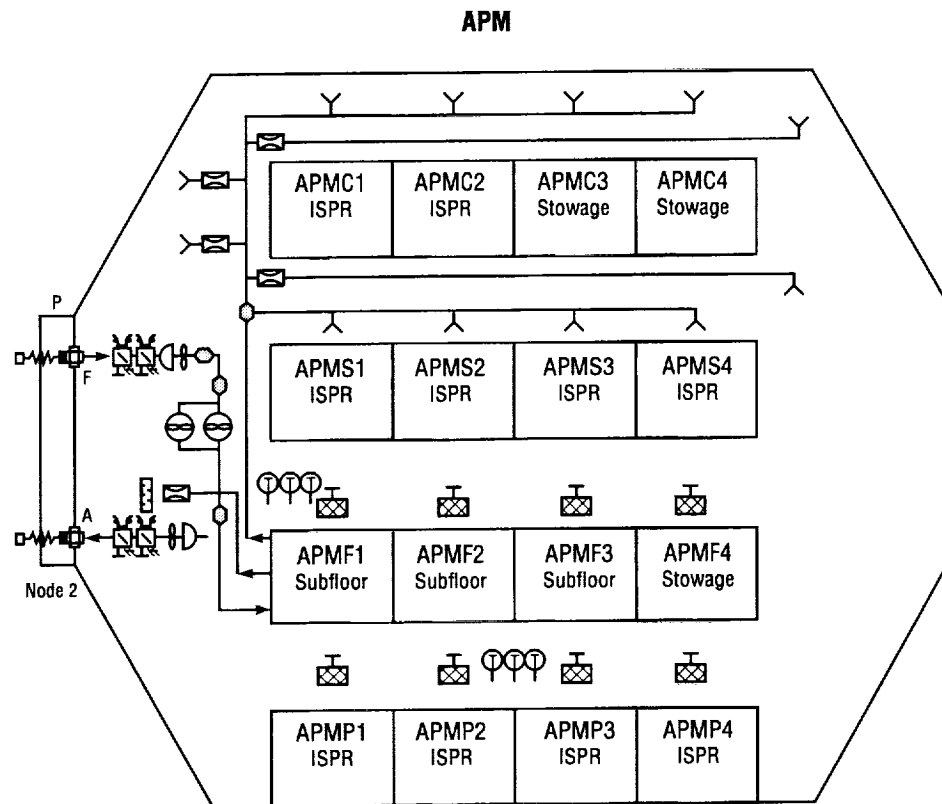 APM
APMC1
ISPR
APMC2
ISPR
APMC3
Stowage
APMC4
Stowage
P
F
APMS1
ISPR
APMS2
ISPR
APMS3
ISPR
APMS4
ISPR
T T T
A
Node 2
APMF1
Subfloor
APMF2
Subfloor
APMF3
Subfloor
APMF4
Stowage
T T T
APMP1
ISPR
APMP2
ISPR
APMP3
ISPR
APMP4
ISPR